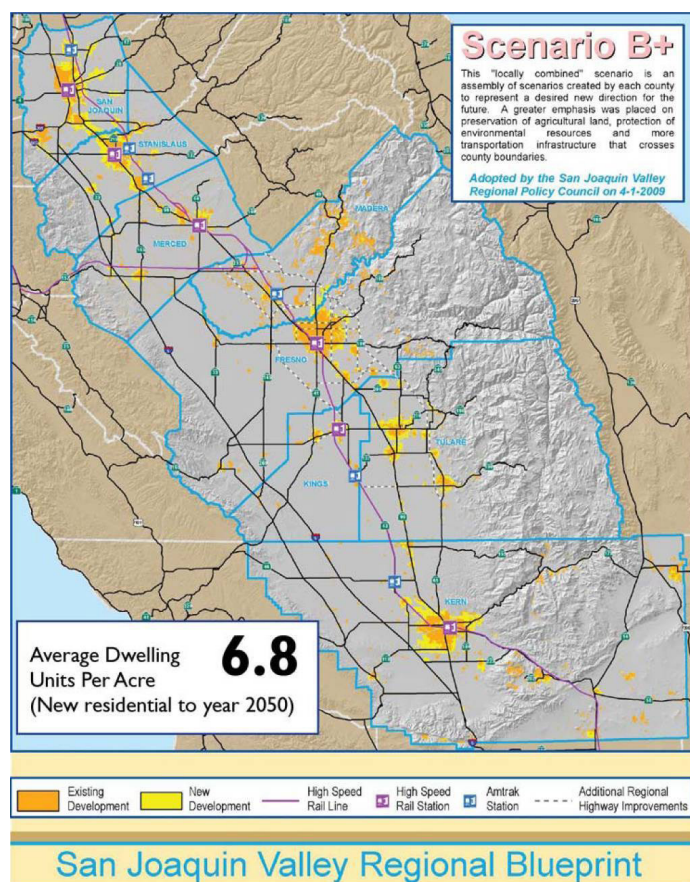 Scenario B+
This "locally combined" scenario is an
assembly of scenarios created by each county
to represent a desired new direction for the
future. A greater emphasis was placed on
preservation of agricultural land, protection of
environmental resources and more
transportation infrastructure that crosses
county boundaries.
Adopted by the San Joaquin Valley
Regional Policy Council on 4-1-2009
SAN
JOAQUIN
STANISLAUS
MERCED
MADERA
FRESNO
TULARE
KINGS
KERN
Average Dwelling
Units Per Acre
(New residential to year 2050)
6.8
Existing
Development
New
Development
High Speed
Rail Line
High Speed
Rail Station
Amtrak
Station
Additional Regional
Highway Improvements
San Joaquin Valley Regional Blueprint